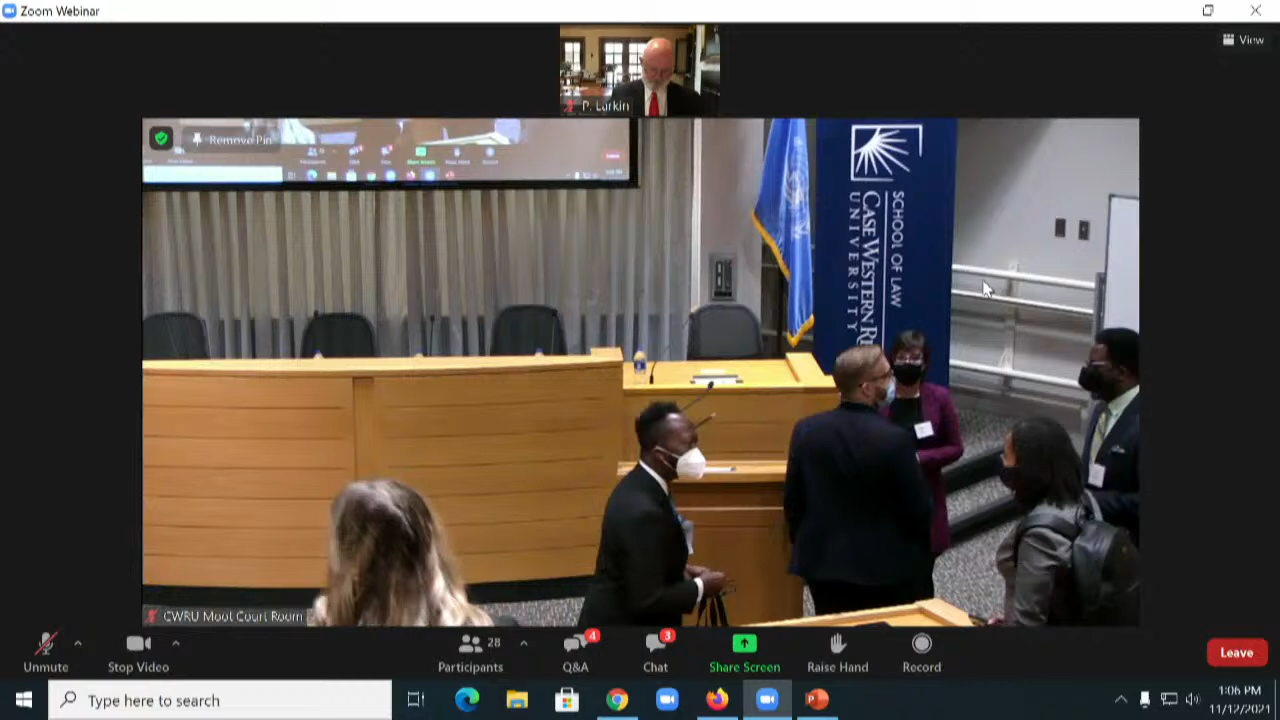 Zoom Webinar
View
P. Larkin
Remove Pin
SCHOOL OF LAW
CASE WESTERN RE
UNIVERSITY
CWRU Moot Court Room
Unmute
Stop Video
Participants
28
Q&A
4
Chat
3
Share Screen
Raise Hand
Record
Leave
Type here to search
1:06 PM
11/12/2021